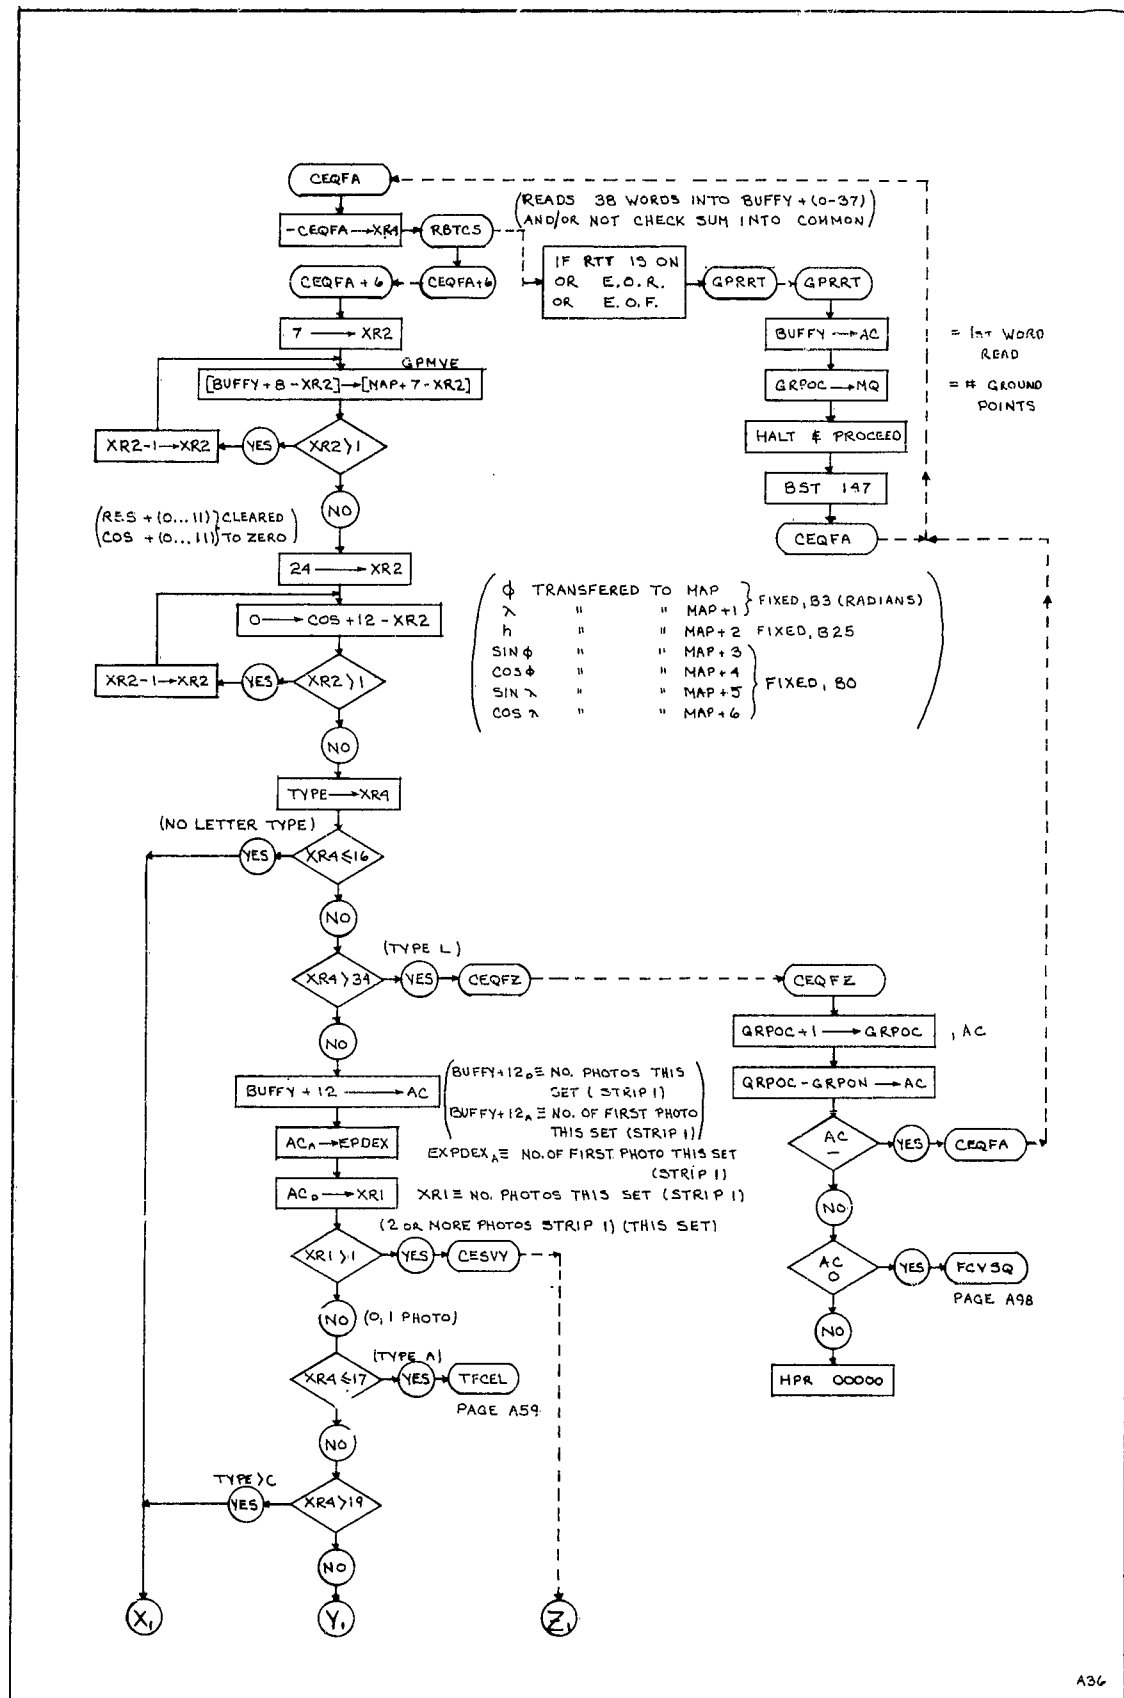 CEQFA
(READS 38 WORDS INTO BUFFY + (0-37)
AND/OR NOT CHECK SUM INTO COMMON)
-CEQFA → XR4
RBTCS
IF RTT IS ON
OR E.O.R.
OR E.O.F.
GPRRT
GPRRT
CEQFA + 6
CEQFA+6
7 → XR2
BUFFY → AC
= 1ST WORD
READ
GPMVE
[BUFFY + 8 - XR2] → [MAP + 7 - XR2]
GRPOC → MQ
= # GROUND
POINTS
XR2-1 → XR2
YES
XR2 > 1
HALT & PROCEED
NO
BST 147
(RES + (0...11)} CLEARED
COS + (0...11)} TO ZERO)
CEQFA
24 → XR2
0 → COS + 12 - XR2
XR2-1 → XR2
YES
XR2 > 1
NO
ϕ TRANSFERED TO MAP
λ " " MAP+1 } FIXED, B3 (RADIANS)
h " " MAP+2 FIXED, B25
SIN ϕ " " MAP+3
COS ϕ " " MAP+4
SIN λ " " MAP+5 } FIXED, B0
COS λ " " MAP+6
TYPE → XR4
(NO LETTER TYPE)
YES
XR4 ≤ 16
NO
(TYPE L)
XR4 > 34
YES
CEQFZ
CEQFZ
NO
GRPOC+1 → GRPOC , AC
BUFFY + 12 → AC
(BUFFY+12D ≡ NO. PHOTOS THIS
SET (STRIP 1)
BUFFY+12A ≡ NO. OF FIRST PHOTO
THIS SET (STRIP 1))
GRPOC - GRPON → AC
ACA → EPDEX
EXPDEXA ≡ NO. OF FIRST PHOTO THIS SET
(STRIP 1)
AC
-
YES
CEQFA
ACD → XR1
XR1 ≡ NO. PHOTOS THIS SET (STRIP 1)
NO
(2 OR MORE PHOTOS STRIP 1) (THIS SET)
XR1 > 1
YES
CESVY
AC
0
YES
FCVSQ
PAGE A98
NO
(0, 1 PHOTO)
NO
(TYPE A)
XR4 ≤ 17
YES
TFCEL
PAGE A59
HPR 00000
NO
TYPE > C
YES
XR4 > 19
NO
X1
Y1
Z1
A36